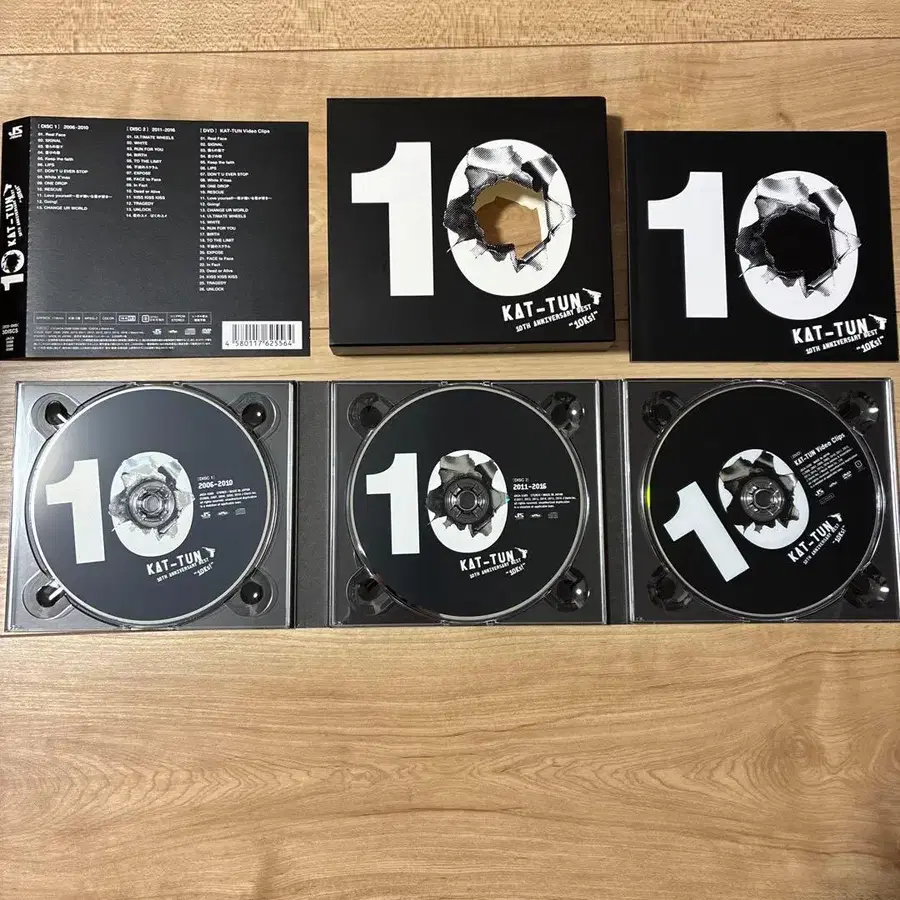 [DISC 1] 2006-2010
01. Real Face
02. SIGNAL
03. 僕らの街で
04. 喜びの歌
05. Keep the faith
06. LIPS
07. DON'T U EVER STOP
08. White X'mas
09. ONE DROP
10. RESCUE
11. Love yourself〜君が嫌いな君が好き〜
12. Going!
13. CHANGE UR WORLD
[DISC 2] 2011-2016
01. ULTIMATE WHEELS
02. WHITE
03. RUN FOR YOU
04. BIRTH
05. TO THE LIMIT
06. 不滅のスクラム
07. EXPOSE
08. FACE to Face
09. In Fact
10. Dead or Alive
11. KISS KISS KISS
12. TRAGEDY
13. UNLOCK
14. 君のユメ ぼくのユメ
[DVD] KAT-TUN Video Clips
01. Real Face
02. SIGNAL
03. 僕らの街で
04. 喜びの歌
05. Keep the faith
06. LIPS
07. DON'T U EVER STOP
08. White X'mas
09. ONE DROP
10. RESCUE
11. Love yourself〜君が嫌いな君が好き〜
12. Going!
13. CHANGE UR WORLD
14. ULTIMATE WHEELS
15. WHITE
16. RUN FOR YOU
17. BIRTH
18. TO THE LIMIT
19. 不滅のスクラム
20. EXPOSE
21. FACE to Face
22. In Fact
23. Dead or Alive
24. KISS KISS KISS
25. TRAGEDY
26. UNLOCK
4 580117 625564
10 KAT-TUN
3DISCS
10
KAT-TUN
10TH ANNIVERSARY BEST
"10Ks!"
10
KAT-TUN
10TH ANNIVERSARY BEST
"10Ks!"
10
[DISC 1]
2006-2010
KAT-TUN
10TH ANNIVERSARY BEST
"10Ks!"
10
[DISC 2]
2011-2016
KAT-TUN
10TH ANNIVERSARY BEST
"10Ks!"
10
[DVD]
KAT-TUN Video Clips
KAT-TUN
10TH ANNIVERSARY BEST
"10Ks!"